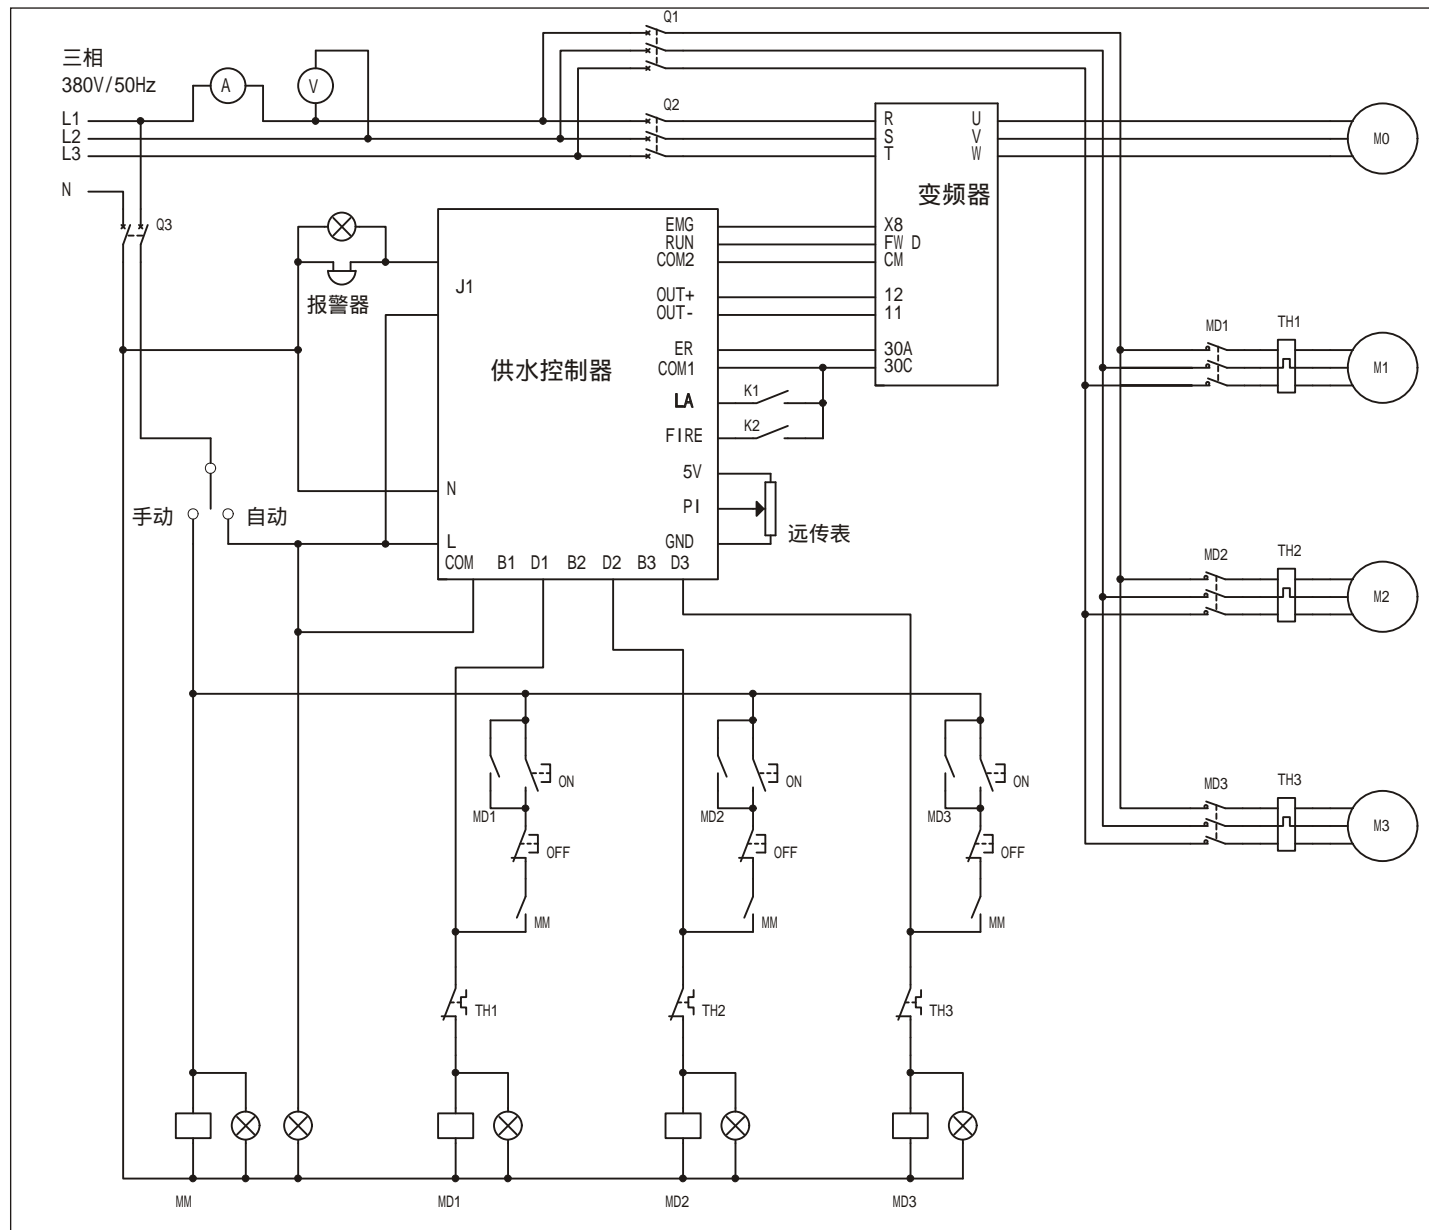 Q1
三相
380V/50Hz
A
V
L1
L2
L3
N
Q2
Q3
R
S
T
U
V
W
变频器
M0
EMG
RUN
COM2
OUT+
OUT-
ER
COM1
LA
FIRE
5V
PI
GND
X8
FW D
CM
12
11
30A
30C
J1
报警器
供水控制器
K1
K2
N
L
手动
自动
远传表
COM
B1
D1
B2
D2
B3
D3
MD1
TH1
M1
MD2
TH2
M2
MD3
TH3
M3
ON
MD1
OFF
MM
ON
MD2
OFF
MM
ON
MD3
OFF
MM
TH1
TH2
TH3
MM
MD1
MD2
MD3